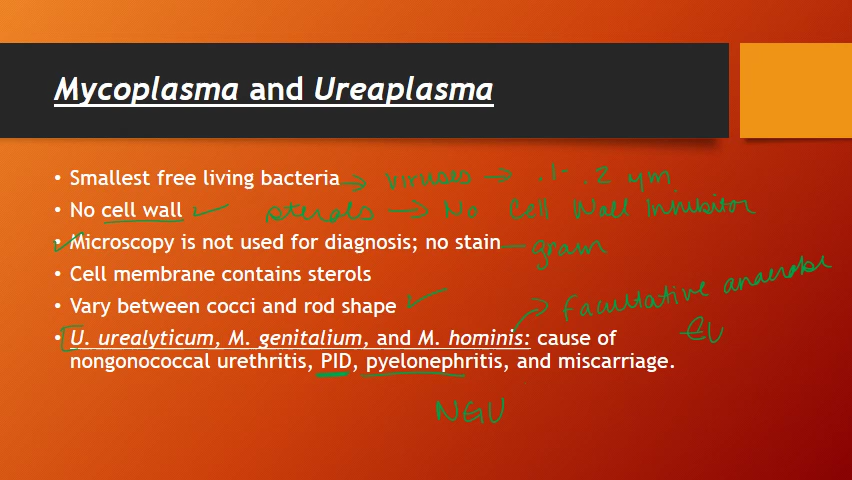 Mycoplasma and Ureaplasma
• Smallest free living bacteria → viruses → .1- .2 µm
• No cell wall ✓ sterols → No Cell Wall Inhibitor
• Microscopy is not used for diagnosis; no stain — gram
• Cell membrane contains sterols
• Vary between cocci and rod shape ✓
facultative anaerobe
• U. urealyticum, M. genitalium, and M. hominis: cause of
nongonococcal urethritis, PID, pyelonephritis, and miscarriage.
NGU